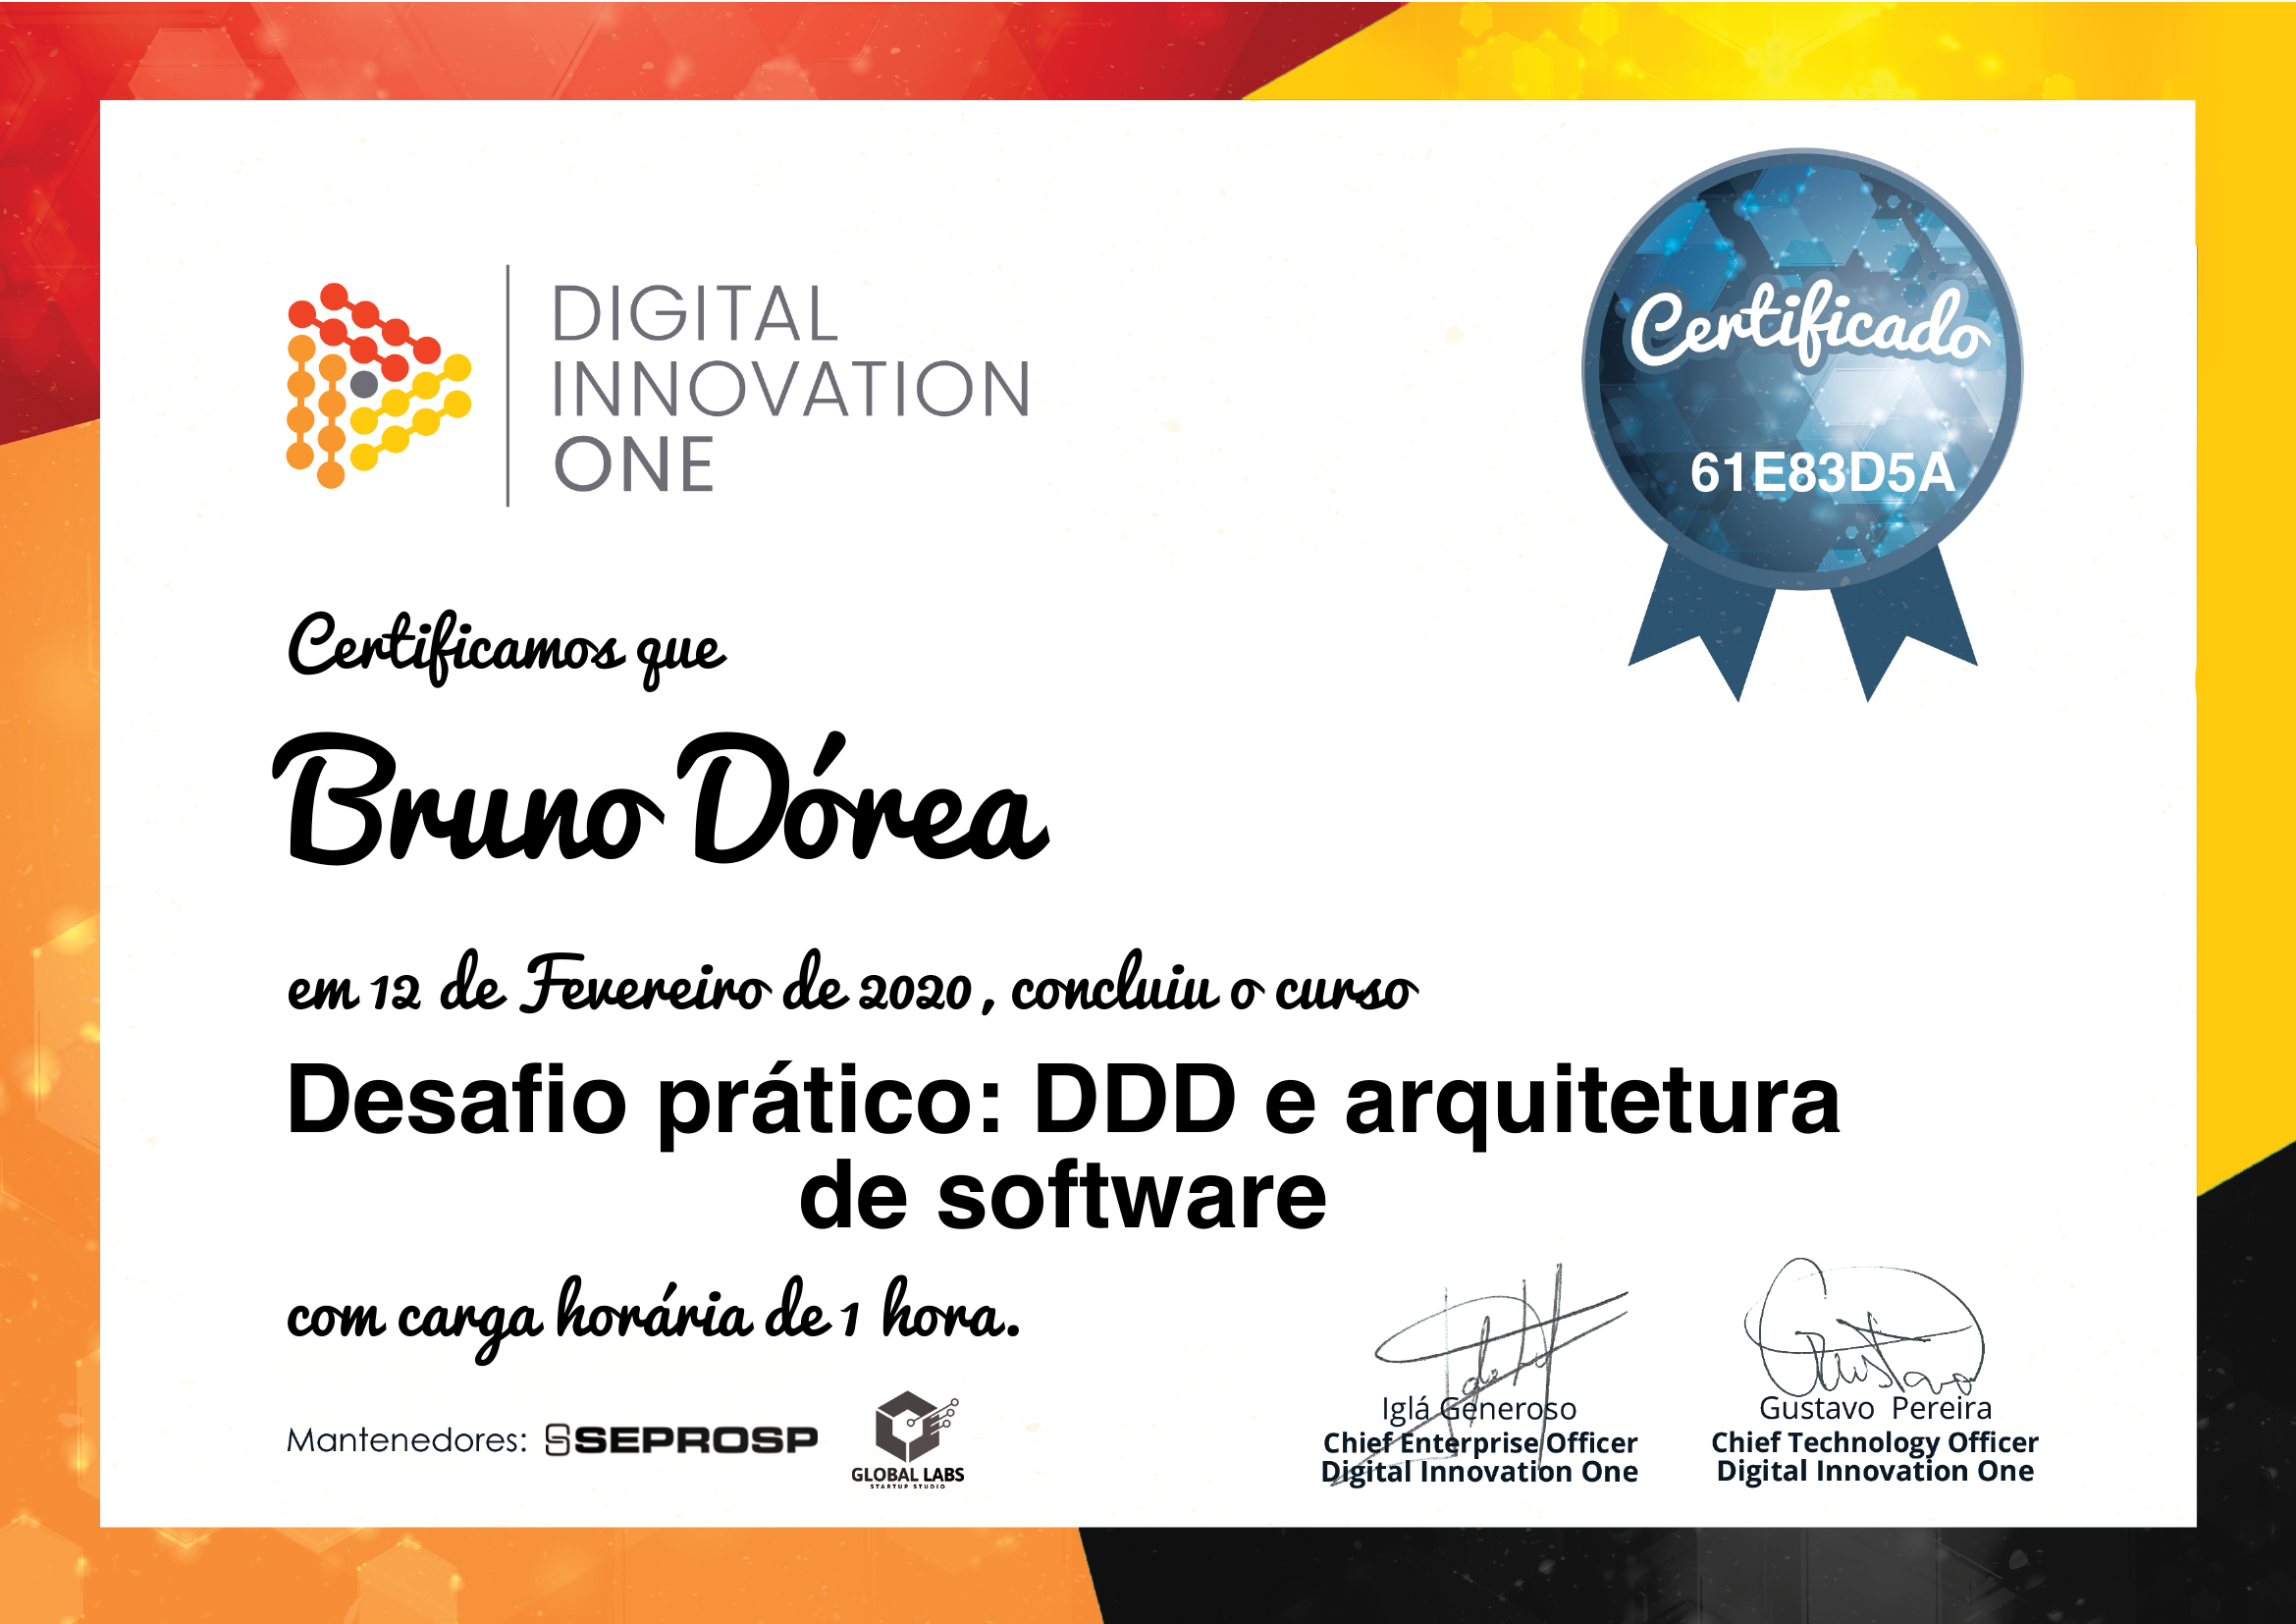 DIGITAL
INNOVATION
ONE
Certificado
61E83D5A
Certificamos que
Bruno Dórea
em 12 de Fevereiro de 2020 , concluiu o curso
Desafio prático: DDD e arquitetura
de software
com carga horária de 1 hora.
Mantenedores: SEPROSP
GLOBAL LABS
STARTUP STUDIO
Iglá Generoso
Chief Enterprise Officer
Digital Innovation One
Gustavo Pereira
Chief Technology Officer
Digital Innovation One